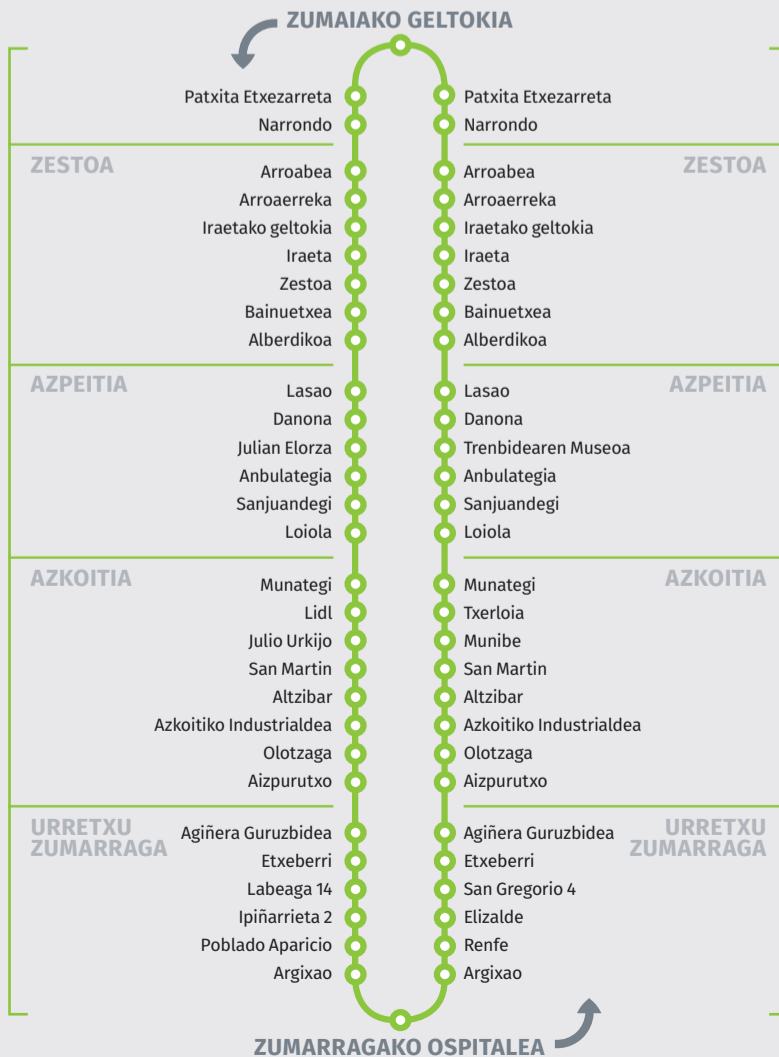 ZUMAIAKO GELTOKIA
Patxita Etxezarreta
Patxita Etxezarreta
Narrondo
Narrondo
ZESTOA
ZESTOA
Arroabea
Arroabea
Arroaerreka
Arroaerreka
Iraetako geltokia
Iraetako geltokia
Iraeta
Iraeta
Zestoa
Zestoa
Bainuetxea
Bainuetxea
Alberdikoa
Alberdikoa
AZPEITIA
AZPEITIA
Lasao
Lasao
Danona
Danona
Julian Elorza
Trenbidearen Museoa
Anbulategia
Anbulategia
Sanjuandegi
Sanjuandegi
Loiola
Loiola
AZKOITIA
AZKOITIA
Munategi
Munategi
Lidl
Txerloia
Julio Urkijo
Munibe
San Martin
San Martin
Altzibar
Altzibar
Azkoitiko Industrialdea
Azkoitiko Industrialdea
Olotzaga
Olotzaga
Aizpurutxo
Aizpurutxo
URRETXU
ZUMARRAGA
URRETXU
ZUMARRAGA
Agiñera Guruzbidea
Agiñera Guruzbidea
Etxeberri
Etxeberri
Labeaga 14
San Gregorio 4
Ipiñarrieta 2
Elizalde
Poblado Aparicio
Renfe
Argixao
Argixao
ZUMARRAGAKO OSPITALEA